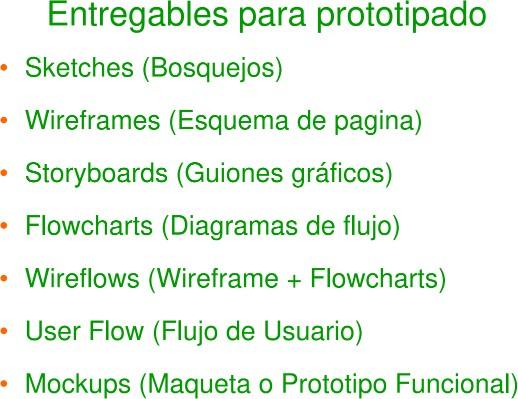 Entregables para prototipado
• Sketches (Bosquejos)
• Wireframes (Esquema de pagina)
• Storyboards (Guiones gráficos)
• Flowcharts (Diagramas de flujo)
• Wireflows (Wireframe + Flowcharts)
• User Flow (Flujo de Usuario)
• Mockups (Maqueta o Prototipo Funcional)